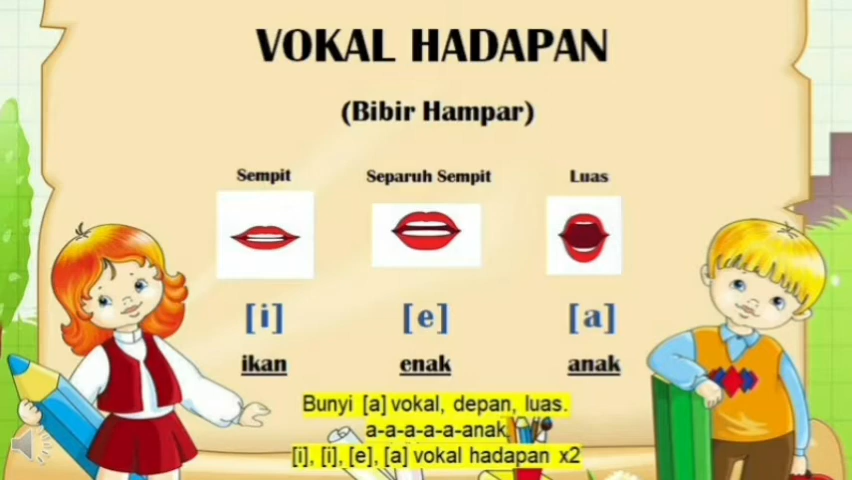 VOKAL HADAPAN
(Bibir Hampar)
Sempit Separuh Sempit Luas
[i] [e] [a]
ikan enak anak
Bunyi [a] vokal, depan, luas.
a-a-a-a-a-anak.
[i], [i], [e], [a] vokal hadapan x2